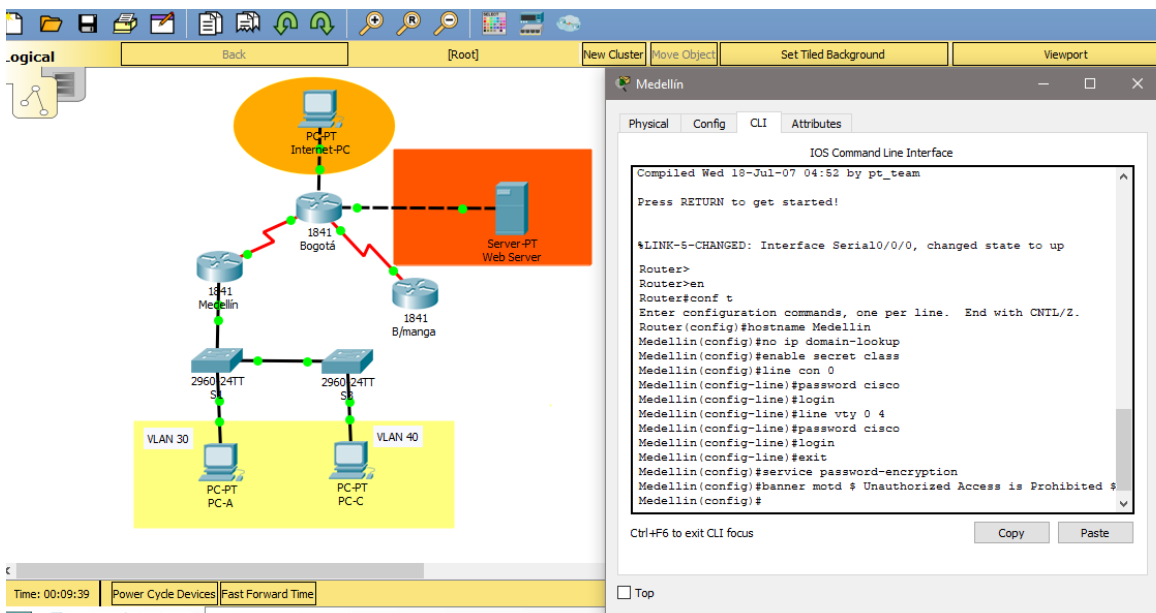 Logical
Back
[Root]
New Cluster
Move Object
Set Tiled Background
Viewport
PC-PT
Internet-PC
1841
Bogotá
Server-PT
Web Server
1841
Medellín
1841
B/manga
2960-24TT
S1
2960-24TT
S3
VLAN 30
VLAN 40
PC-PT
PC-A
PC-PT
PC-C
Time: 00:09:39
Power Cycle Devices
Fast Forward Time
Medellín
Physical
Config
CLI
Attributes
IOS Command Line Interface
Compiled Wed 18-Jul-07 04:52 by pt_team
Press RETURN to get started!
%LINK-5-CHANGED: Interface Serial0/0/0, changed state to up
Router>
Router>en
Router#conf t
Enter configuration commands, one per line.  End with CNTL/Z.
Router(config)#hostname Medellin
Medellin(config)#no ip domain-lookup
Medellin(config)#enable secret class
Medellin(config)#line con 0
Medellin(config-line)#password cisco
Medellin(config-line)#login
Medellin(config-line)#line vty 0 4
Medellin(config-line)#password cisco
Medellin(config-line)#login
Medellin(config-line)#exit
Medellin(config)#service password-encryption
Medellin(config)#banner motd $ Unauthorized Access is Prohibited $
Medellin(config)#
Ctrl+F6 to exit CLI focus
Copy
Paste
Top